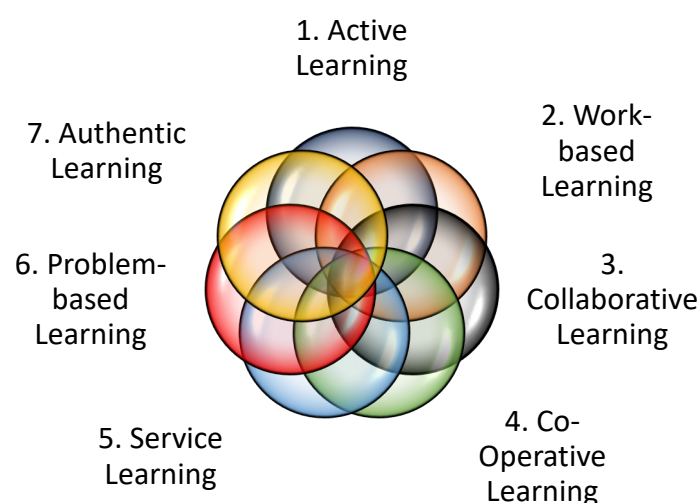 1. Active
Learning
2. Work-
based
Learning
3.
Collaborative
Learning
4. Co-
Operative
Learning
5. Service
Learning
6. Problem-
based
Learning
7. Authentic
Learning